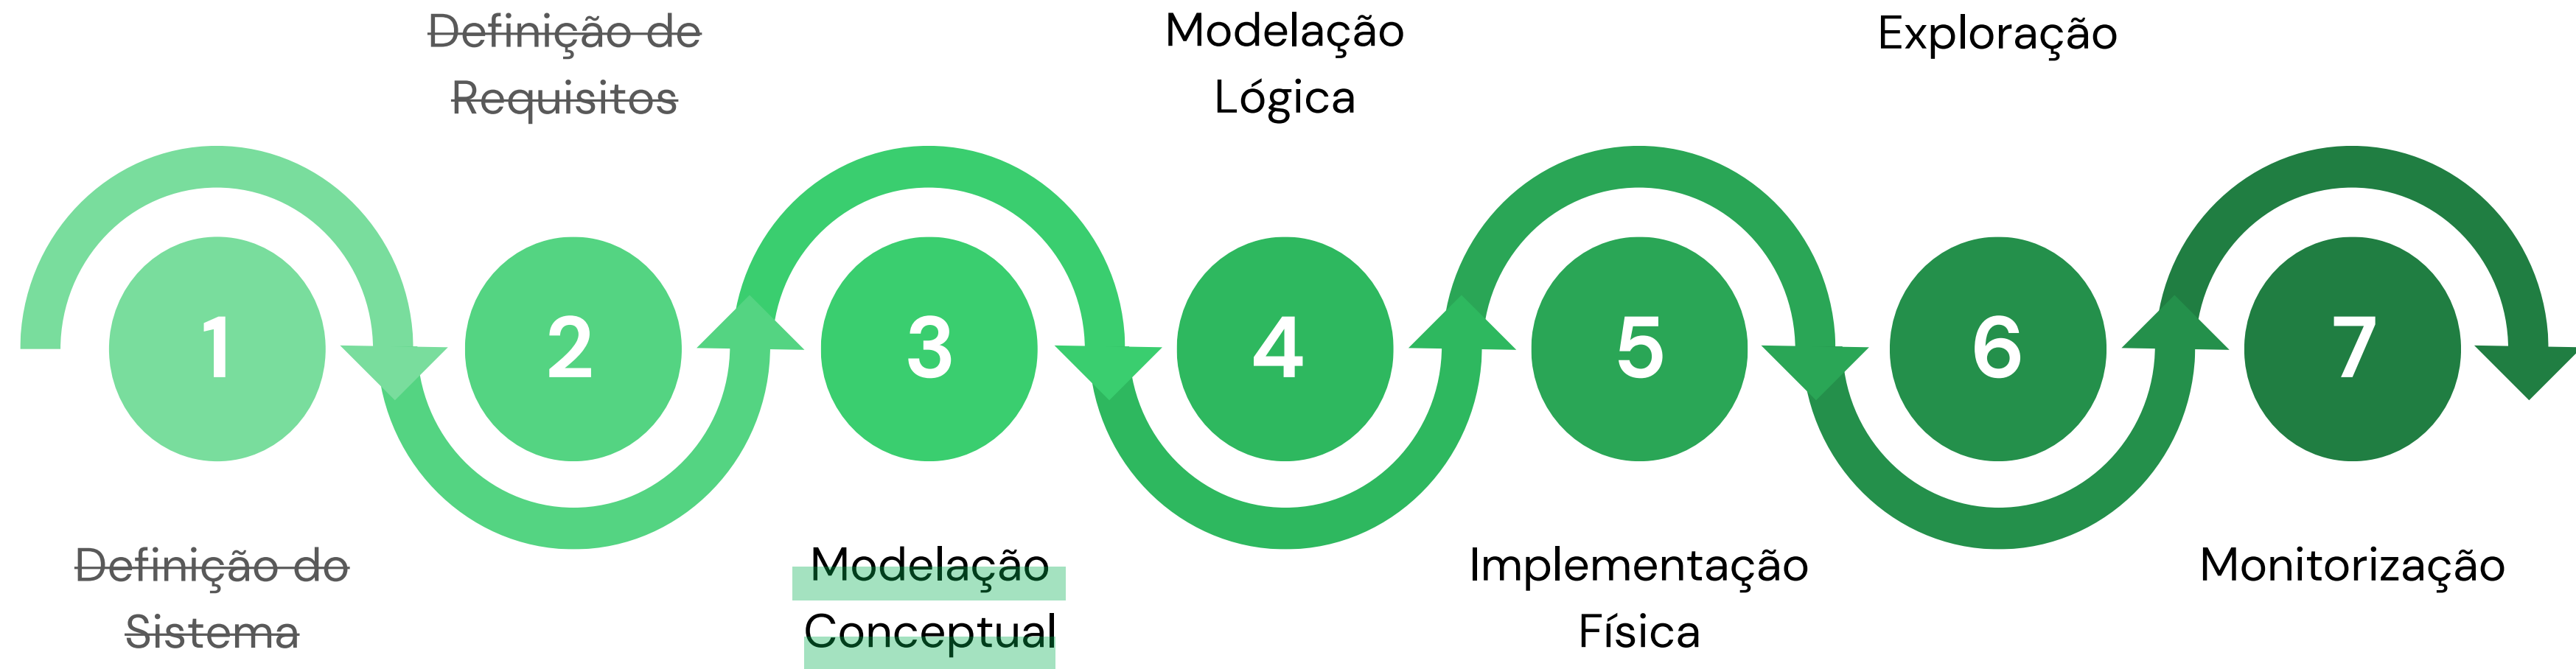 Definição de
Requisitos
Modelação
Lógica
Exploração
1
2
3
4
5
6
7
Definição do
Sistema
Modelação
Conceptual
Implementação
Física
Monitorização